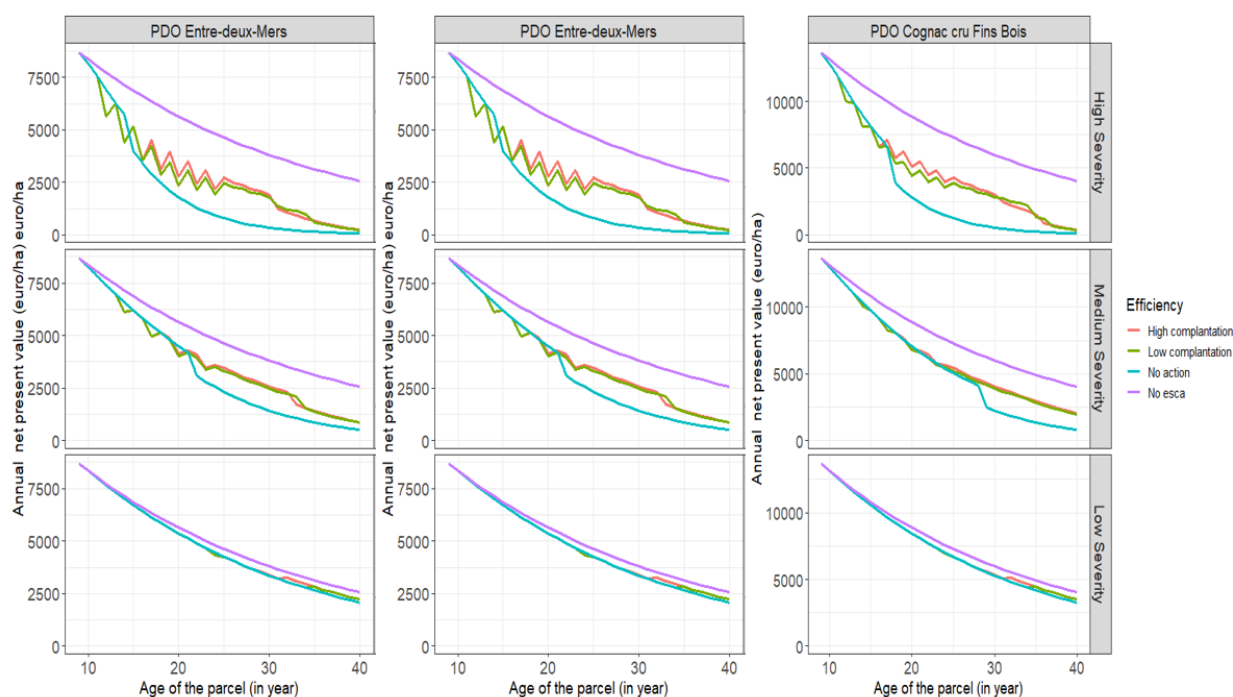 PDO Entre-deux-Mers
PDO Entre-deux-Mers
PDO Cognac cru Fins Bois
7500
5000
2500
0
7500
5000
2500
0
10000
5000
0
High Severity
7500
5000
2500
0
7500
5000
2500
0
10000
5000
0
Medium Severity
7500
5000
2500
0
7500
5000
2500
0
10000
5000
0
Low Severity
Annual net present value (euro/ha) euro/ha)
Annual net present value (euro/ha) euro/ha)
Annual net present value (euro/ha)
10 20 30 40
10 20 30 40
10 20 30 40
Age of the parcel (in year)
Age of the parcel (in year)
Age of the parcel (in year)
Efficiency
High complantation
Low complantation
No action
No esca